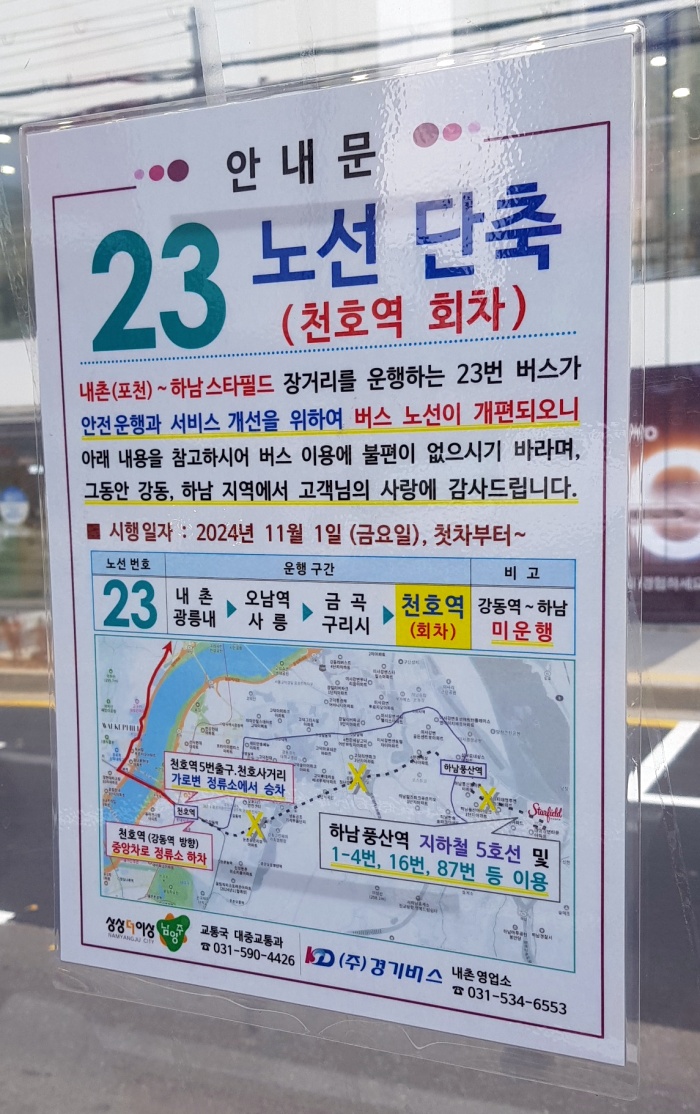 안내문
23 노선 단축
(천호역 회차)
내촌(포천)~하남스타필드 장거리를 운행하는 23번 버스가
안전운행과 서비스 개선을 위하여 버스 노선이 개편되오니
아래 내용을 참고하시어 버스 이용에 불편이 없으시기 바라며,
그동안 강동, 하남 지역에서 고객님의 사랑에 감사드립니다.
■ 시행일자 : 2024년 11월 1일 (금요일), 첫차부터~
노선 번호 운행 구간 비 고
23 내 촌 광릉내 ▶ 오남역 사 릉 ▶ 금 곡 구리시 ▶ 천호역 (회차) 강동역~하남 미운행
천호역 5번출구.천호사거리
가로변 정류소에서 승차
천호역
천호역 (강동역 방향)
중앙차로 정류소 하차
하남풍산역
Starfield
하남풍산역 지하철 5호선 및
1-4번, 16번, 87번 등 이용
상상더이상 남양주
NAMYANGJU CITY
교통국 대중교통과
☎ 031-590-4426
KD (주)경기버스
내촌영업소
☎ 031-534-6553